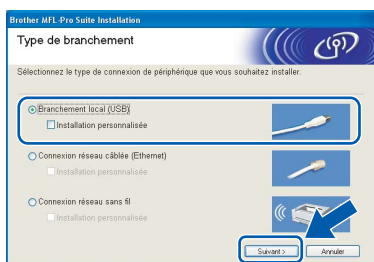 Brother MFL-Pro Suite Installation
Type de branchement
Sélectionnez le type de connexion de périphérique que vous souhaitez installer.
Branchement local (USB)
Installation personnalisée
Connexion réseau câblée (Ethernet)
Installation personnalisée
Connexion réseau sans fil
Installation personnalisée
Suivant >
Annuler